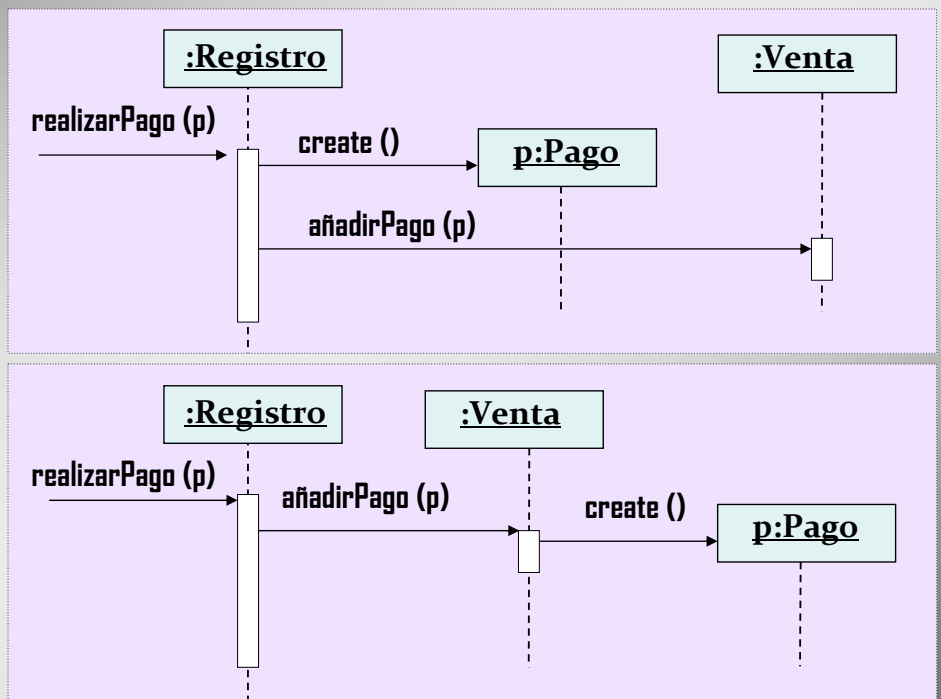 :Registro
:Venta
realizarPago (p)
create ()
p:Pago
añadirPago (p)
:Registro
:Venta
realizarPago (p)
añadirPago (p)
create ()
p:Pago